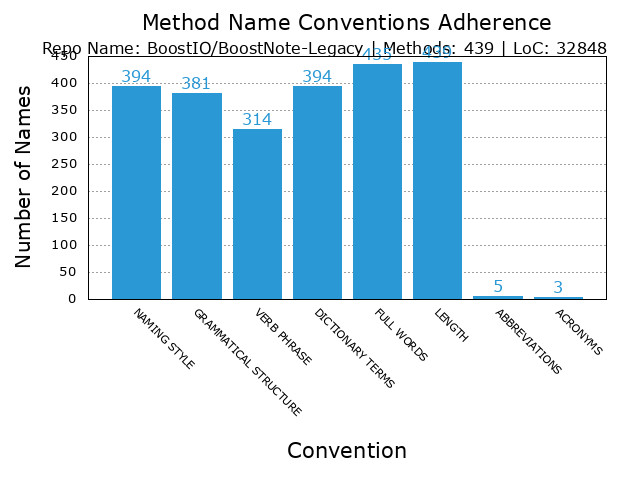 Method Name Conventions Adherence
Repo Name: BoostIO/BoostNote-Legacy | Methods: 439 | LoC: 32848
Number of Names
450
400
350
300
250
200
150
100
50
0
394
381
314
394
435
439
5
3
NAMING STYLE
GRAMMATICAL STRUCTURE
VERB PHRASE
DICTIONARY TERMS
FULL WORDS
LENGTH
ABBREVIATIONS
ACRONYMS
Convention